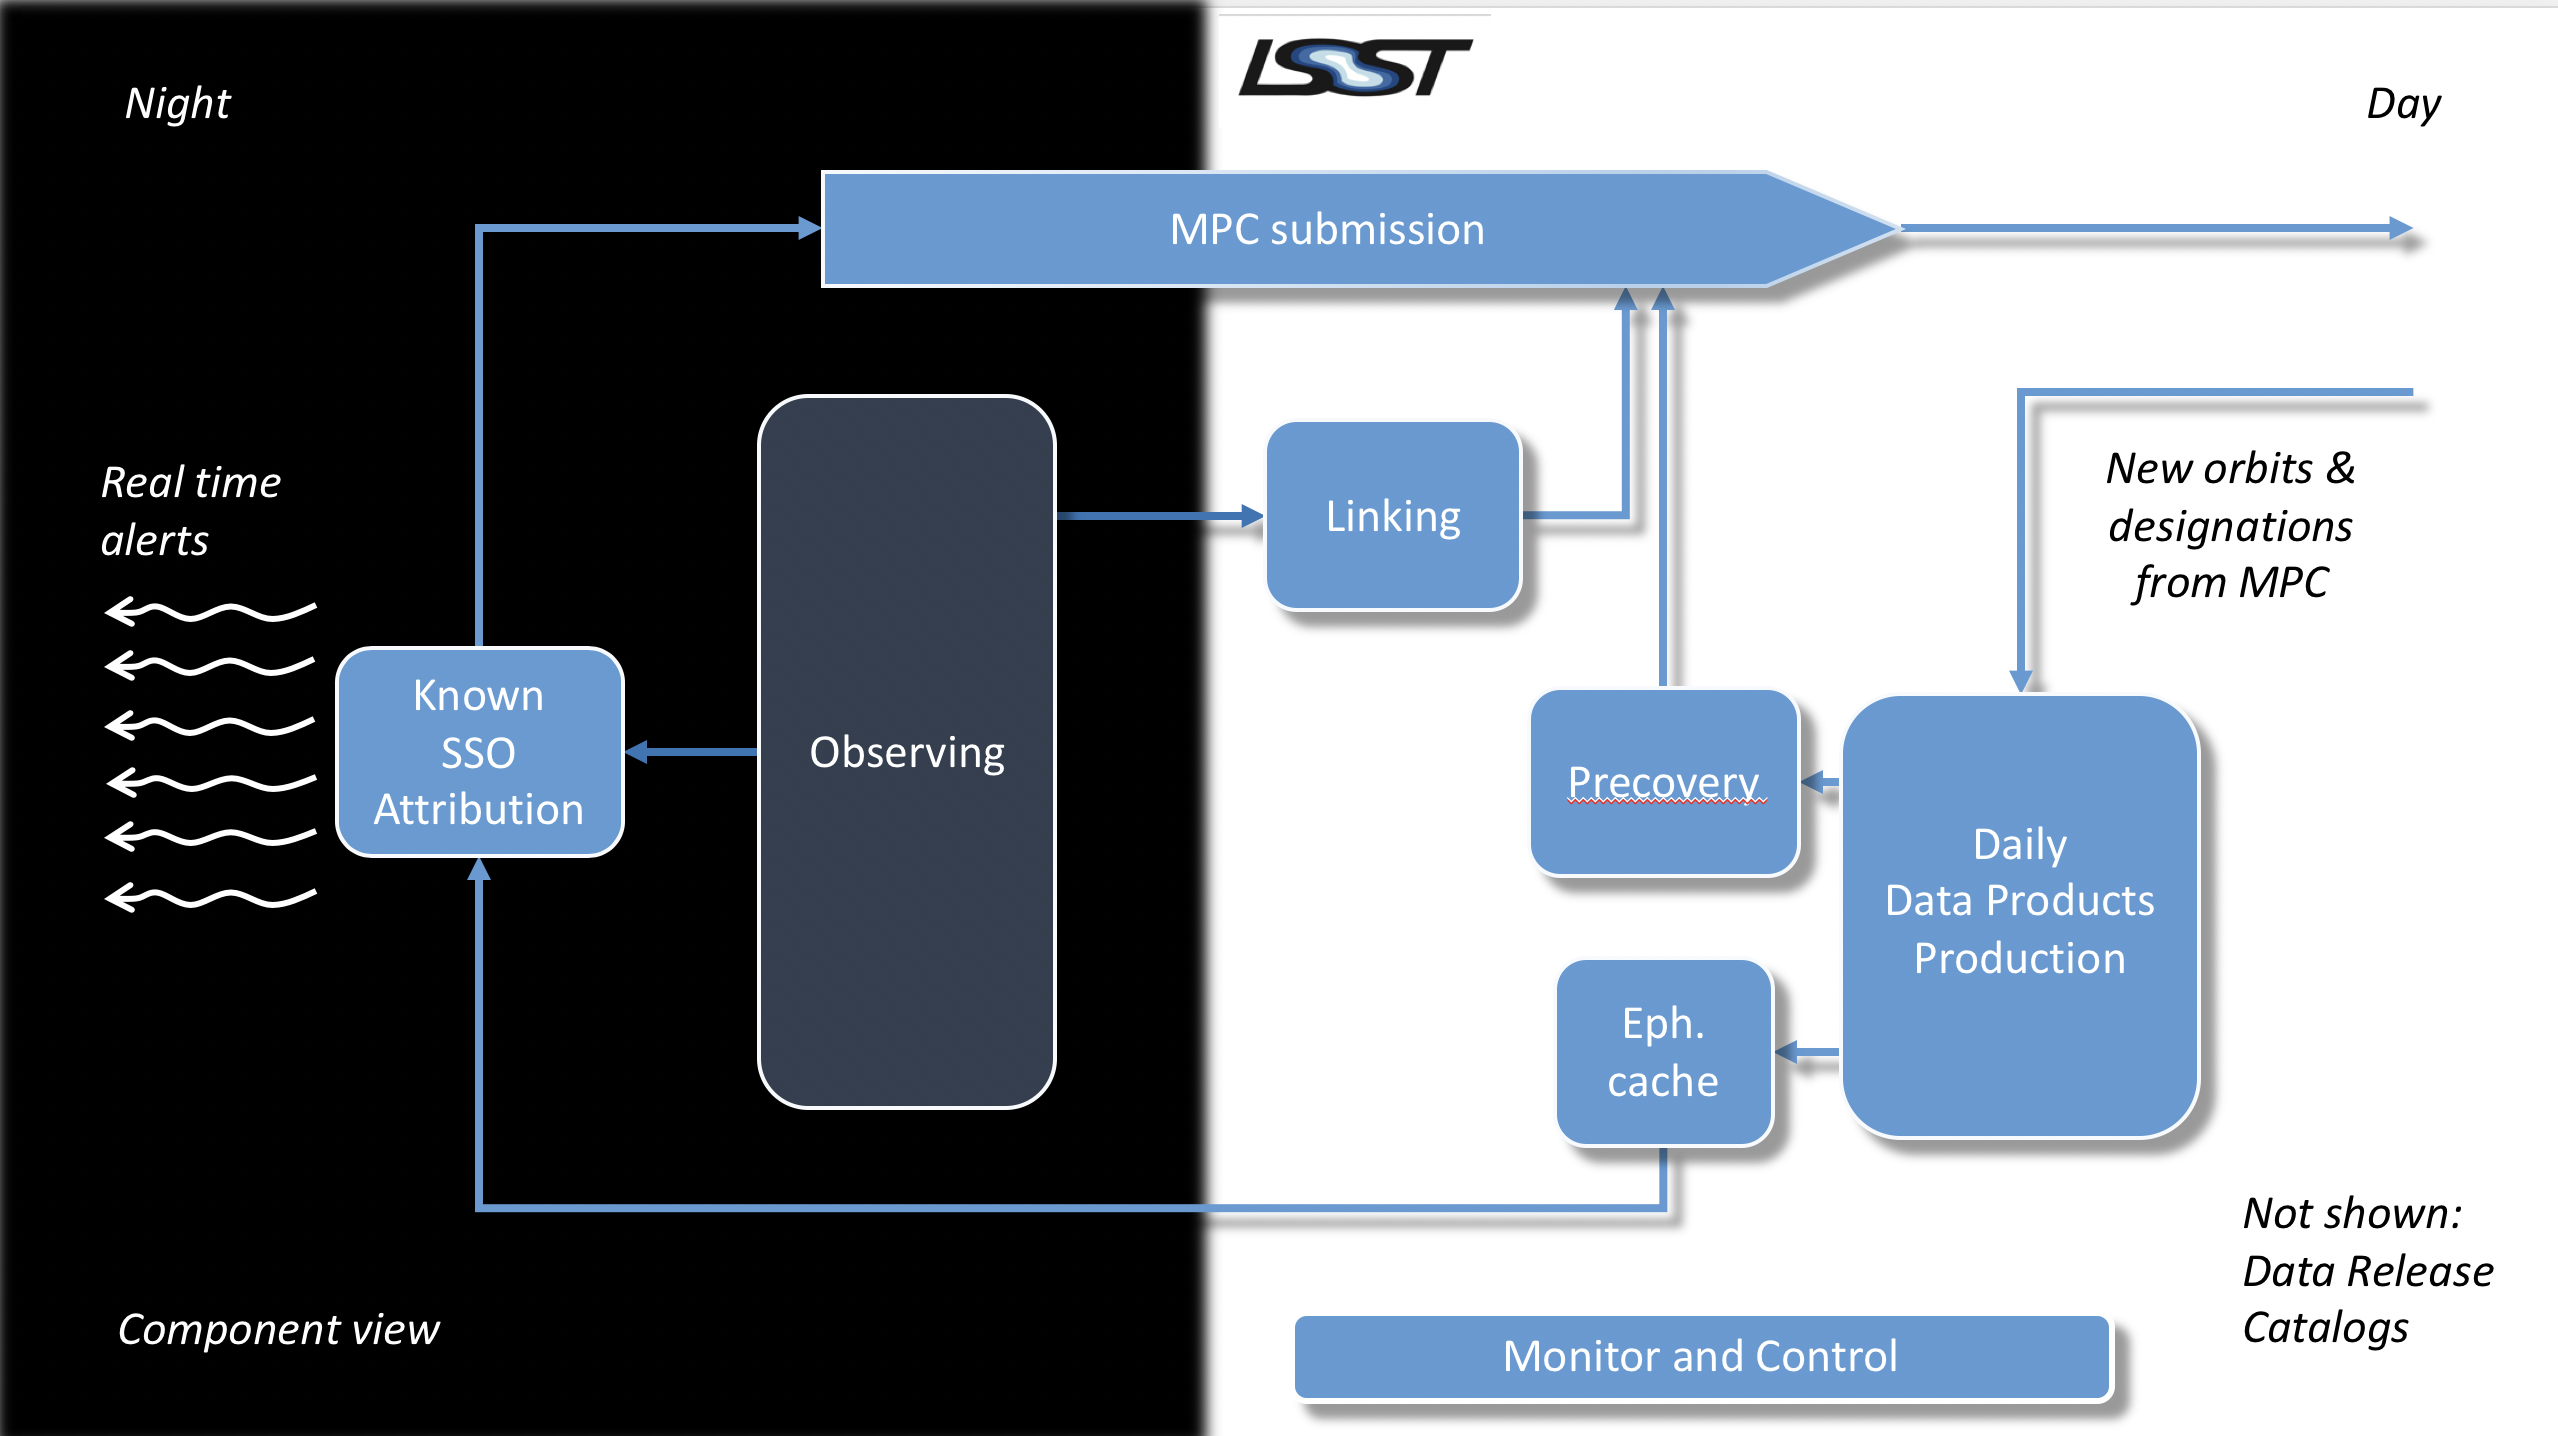 LSST
Night
Day
MPC submission
Real time
alerts
Linking
New orbits &
designations
from MPC
Known
SSO
Attribution
Observing
Precovery
Daily
Data Products
Production
Eph.
cache
Not shown:
Data Release
Catalogs
Component view
Monitor and Control